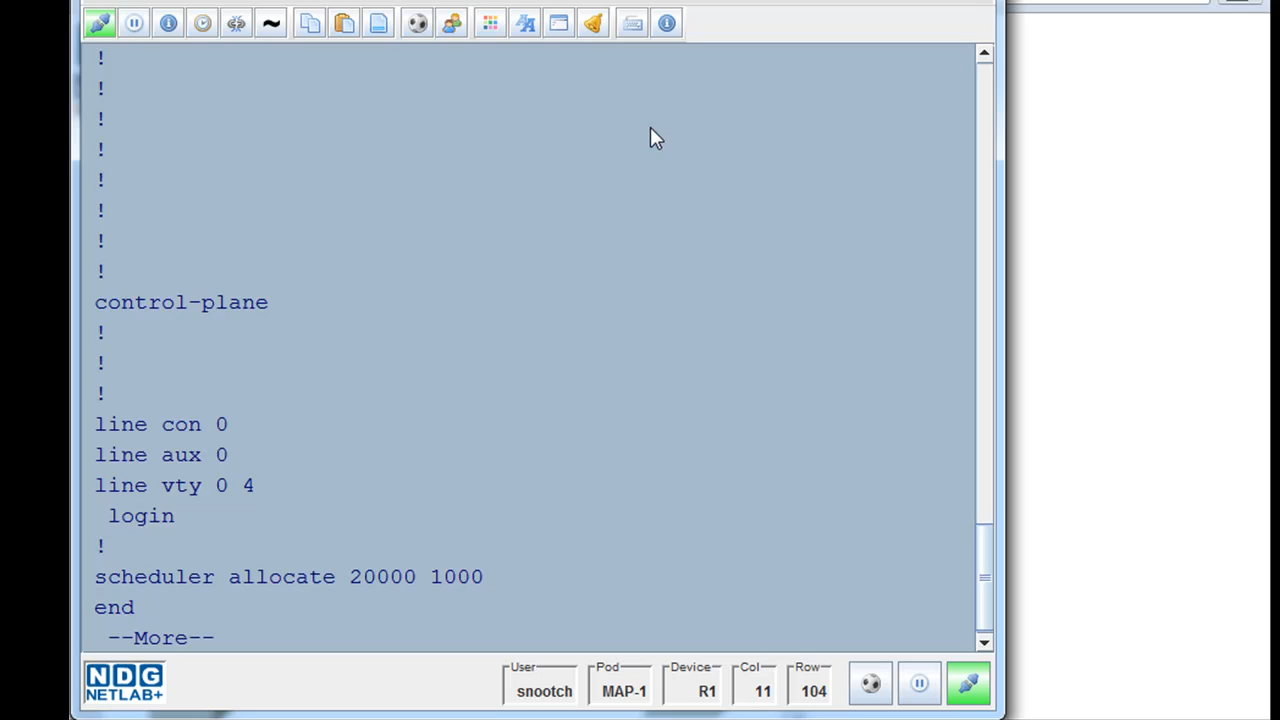 ~
!
!
!
!
!
!
!
!
control-plane
!
!
!
line con 0
line aux 0
line vty 0 4
 login
!
scheduler allocate 20000 1000
end
 --More--
NDG
NETLAB+
User
snootch
Pod
MAP-1
Device
R1
Col
11
Row
104